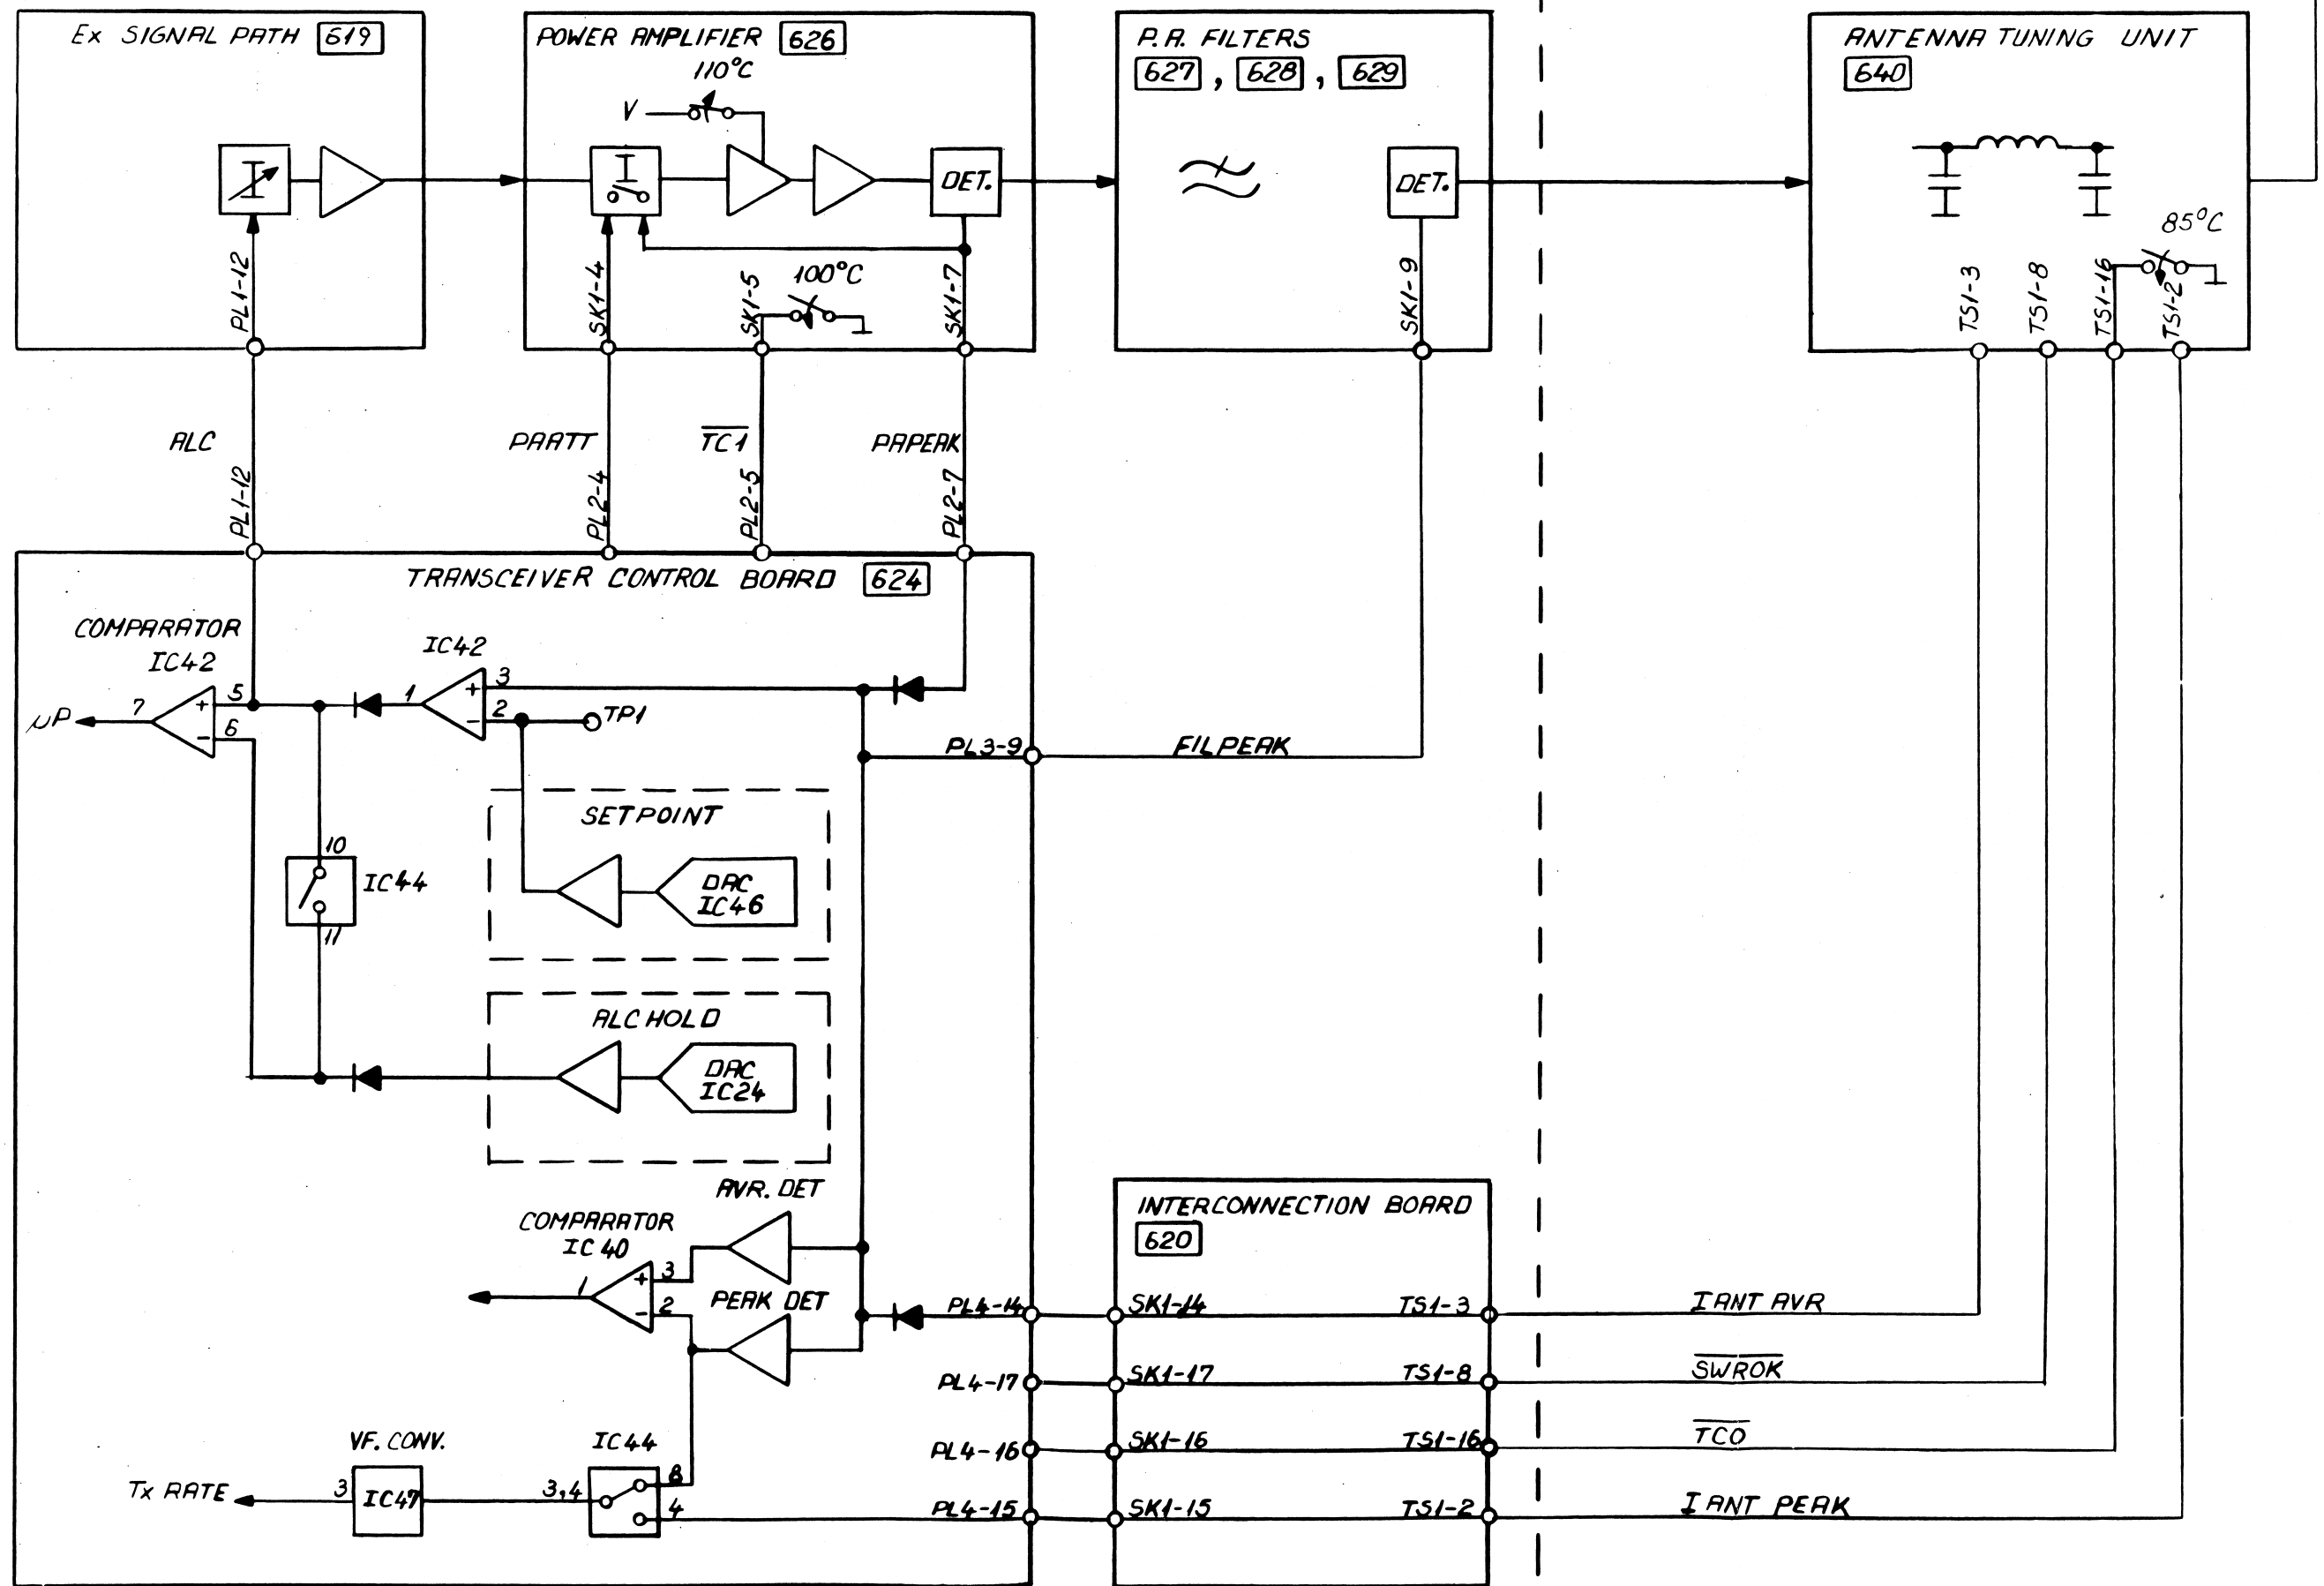 Ex SIGNAL PATH 619
PL1-12
POWER AMPLIFIER 626
110°C
V
I
DET.
100°C
SK1-4
SK1-5
SK1-7
P.A. FILTERS
627 , 628 , 629
DET.
SK1-9
ANTENNA TUNING UNIT
640
85°C
TS1-3
TS1-8
TS1-16
TS1-2
ALC
PAATT
TC1
PAPEAK
PL1-12
PL2-4
PL2-5
PL2-7
TRANSCEIVER CONTROL BOARD 624
COMPARATOR
IC42
IC42
µP
7
5
+
6
-
1
+
3
-
2
TP1
PL3-9
FILPEAK
SETPOINT
DAC
IC46
10
IC44
11
ALC HOLD
DAC
IC24
AVR. DET
COMPARATOR
IC40
1
+
3
-
2
PEAK DET
VF. CONV.
IC44
Tx RATE
3
IC47
3,4
8
4
PL4-14
PL4-17
PL4-16
PL4-15
INTERCONNECTION BOARD
620
SK1-14 TS1-3
SK1-17 TS1-8
SK1-16 TS1-16
SK1-15 TS1-2
I ANT AVR
SWROK
TCO
I ANT PEAK